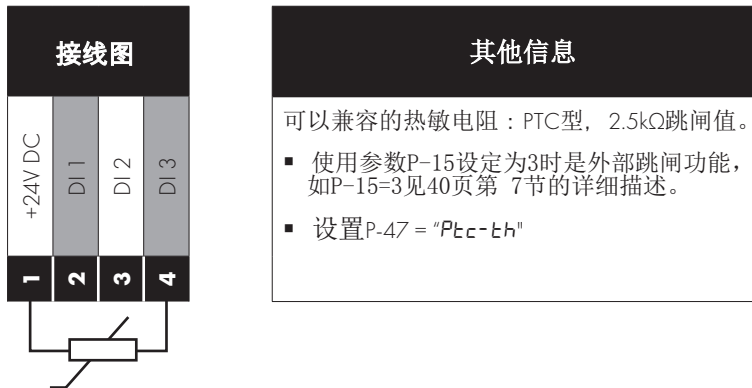 接线图
+24V DC
DI 1
DI 2
DI 3
1
2
3
4
其他信息
可以兼容的热敏电阻：PTC型，2.5kΩ跳闸值。
▪ 使用参数P-15设定为3时是外部跳闸功能，
如P-15=3见40页第 7节的详细描述。
▪ 设置P-47 = "Ptc-th"